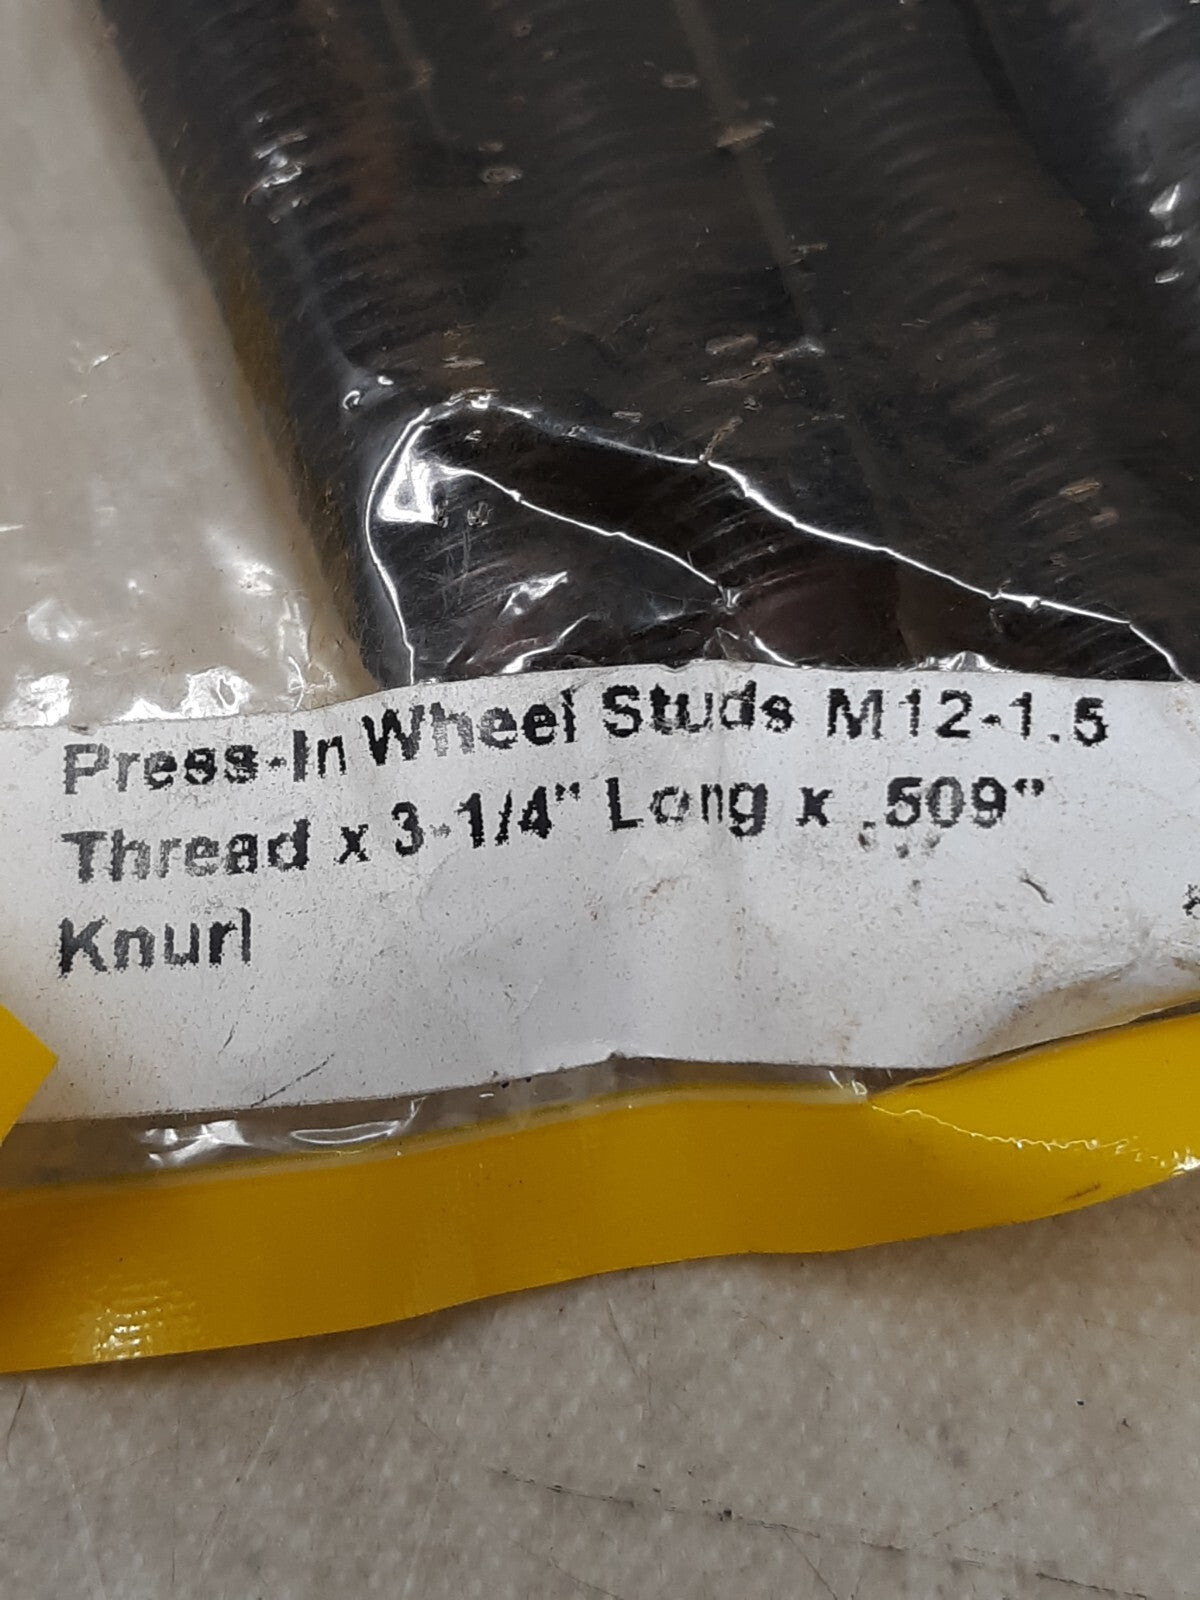 Press-In Wheel Studs M12-1.5
Thread x 3-1/4" Long x .509"
Knurl